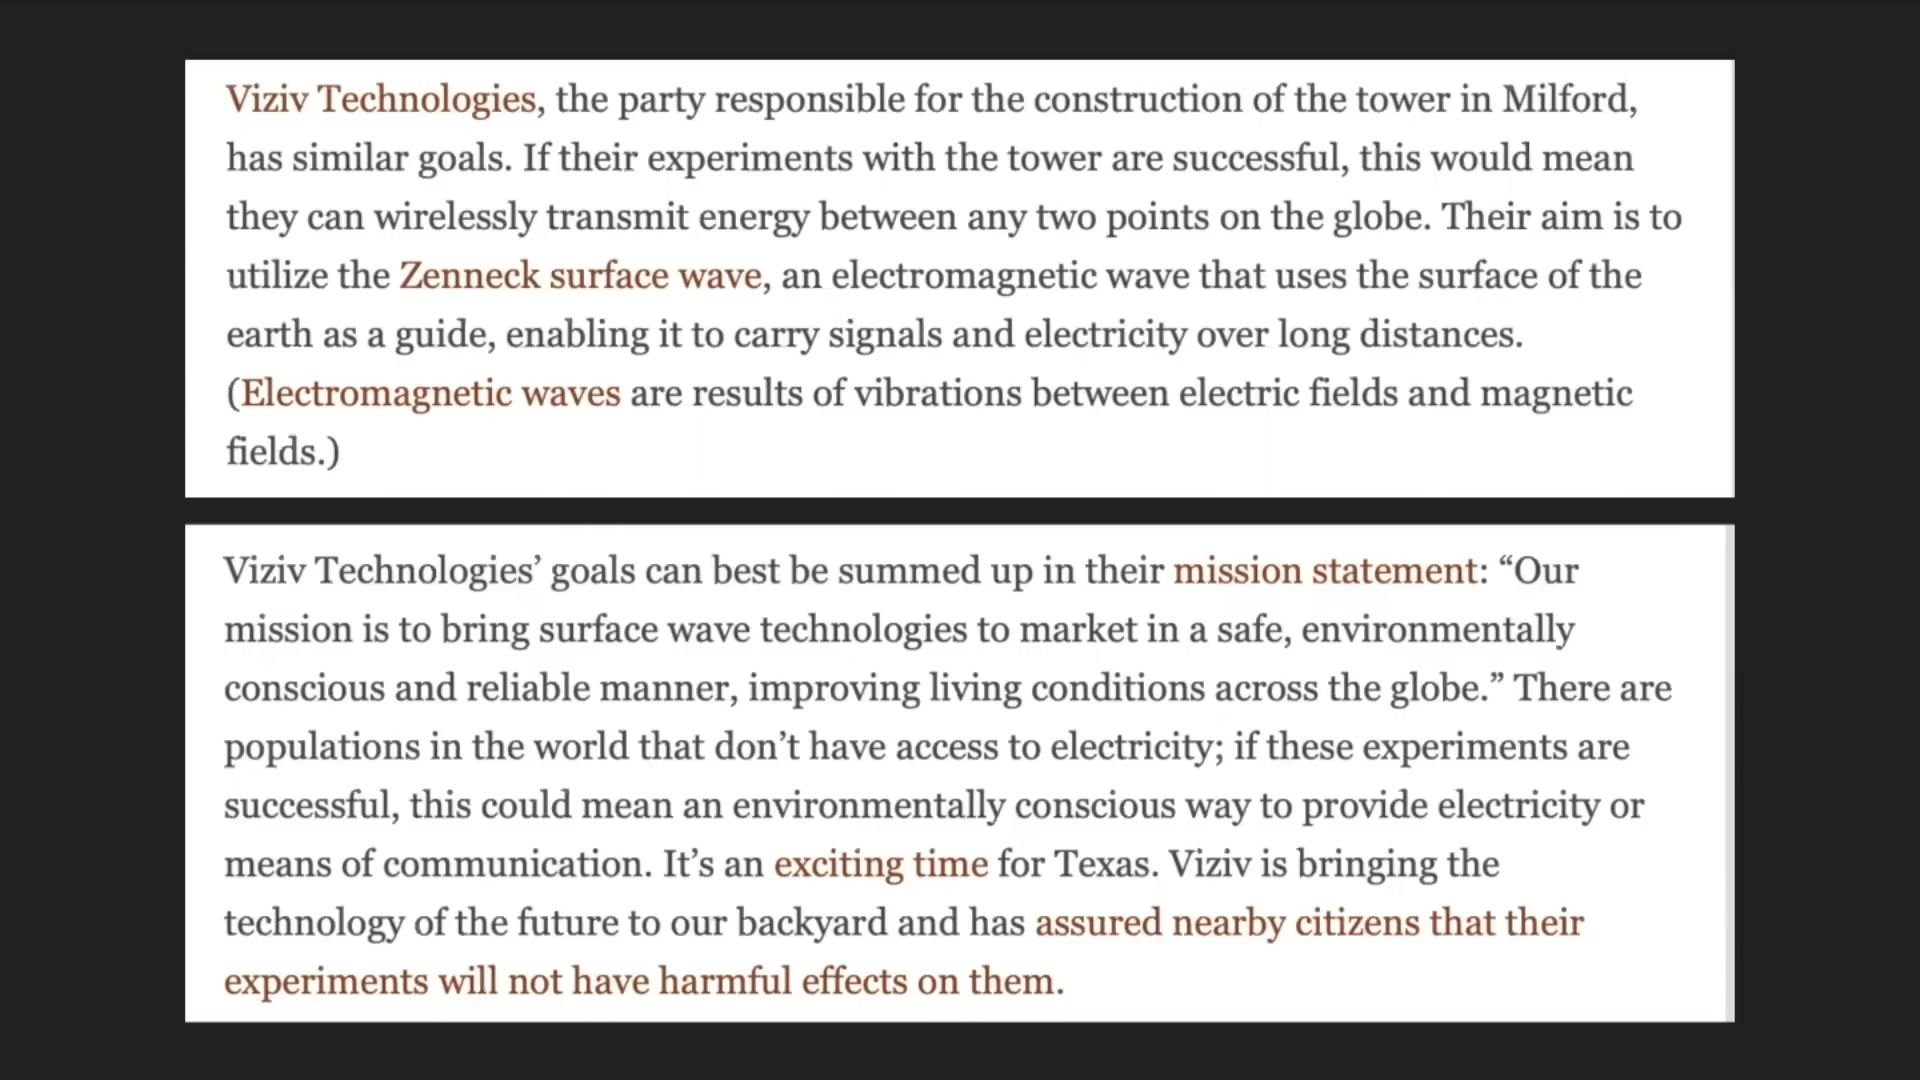 Viziv Technologies, the party responsible for the construction of the tower in Milford,
has similar goals. If their experiments with the tower are successful, this would mean
they can wirelessly transmit energy between any two points on the globe. Their aim is to
utilize the Zenneck surface wave, an electromagnetic wave that uses the surface of the
earth as a guide, enabling it to carry signals and electricity over long distances.
(Electromagnetic waves are results of vibrations between electric fields and magnetic
fields.)
Viziv Technologies’ goals can best be summed up in their mission statement: “Our
mission is to bring surface wave technologies to market in a safe, environmentally
conscious and reliable manner, improving living conditions across the globe.” There are
populations in the world that don’t have access to electricity; if these experiments are
successful, this could mean an environmentally conscious way to provide electricity or
means of communication. It’s an exciting time for Texas. Viziv is bringing the
technology of the future to our backyard and has assured nearby citizens that their
experiments will not have harmful effects on them.